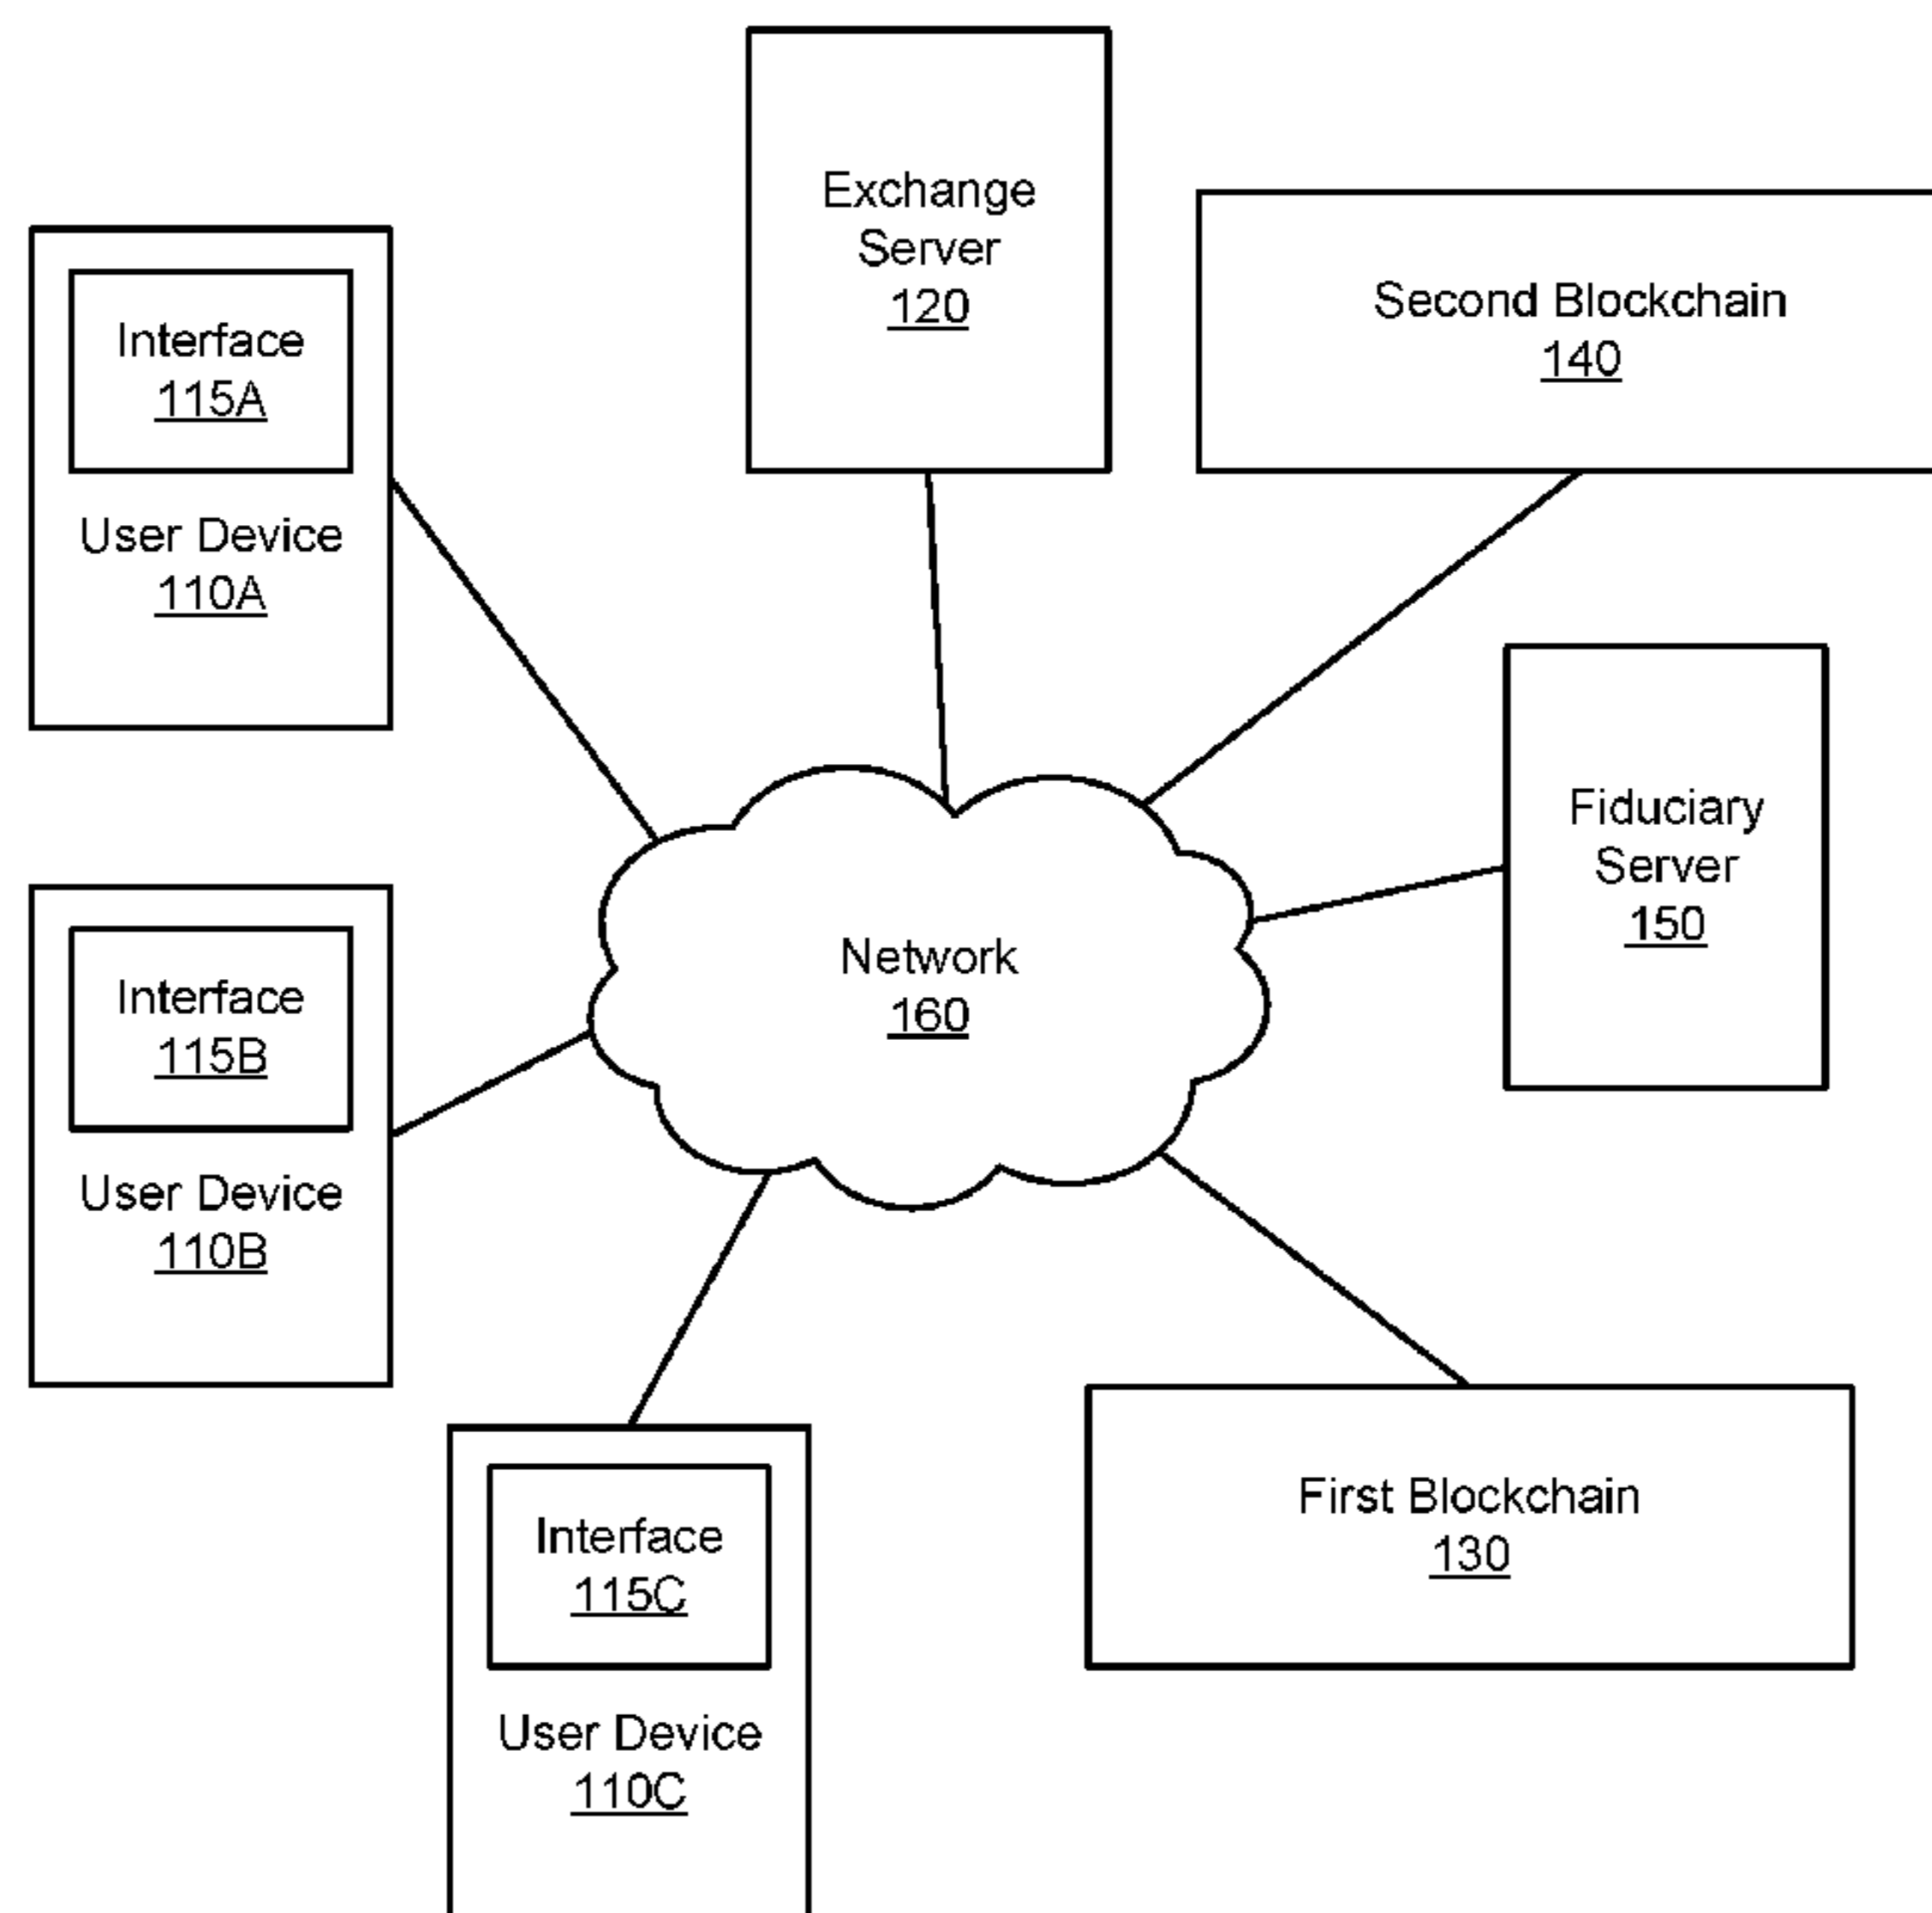 Exchange
Server
120
Second Blockchain
140
Interface
115A
User Device
110A
Fiduciary
Server
150
Network
160
Interface
115B
User Device
110B
First Blockchain
130
Interface
115C
User Device
110C